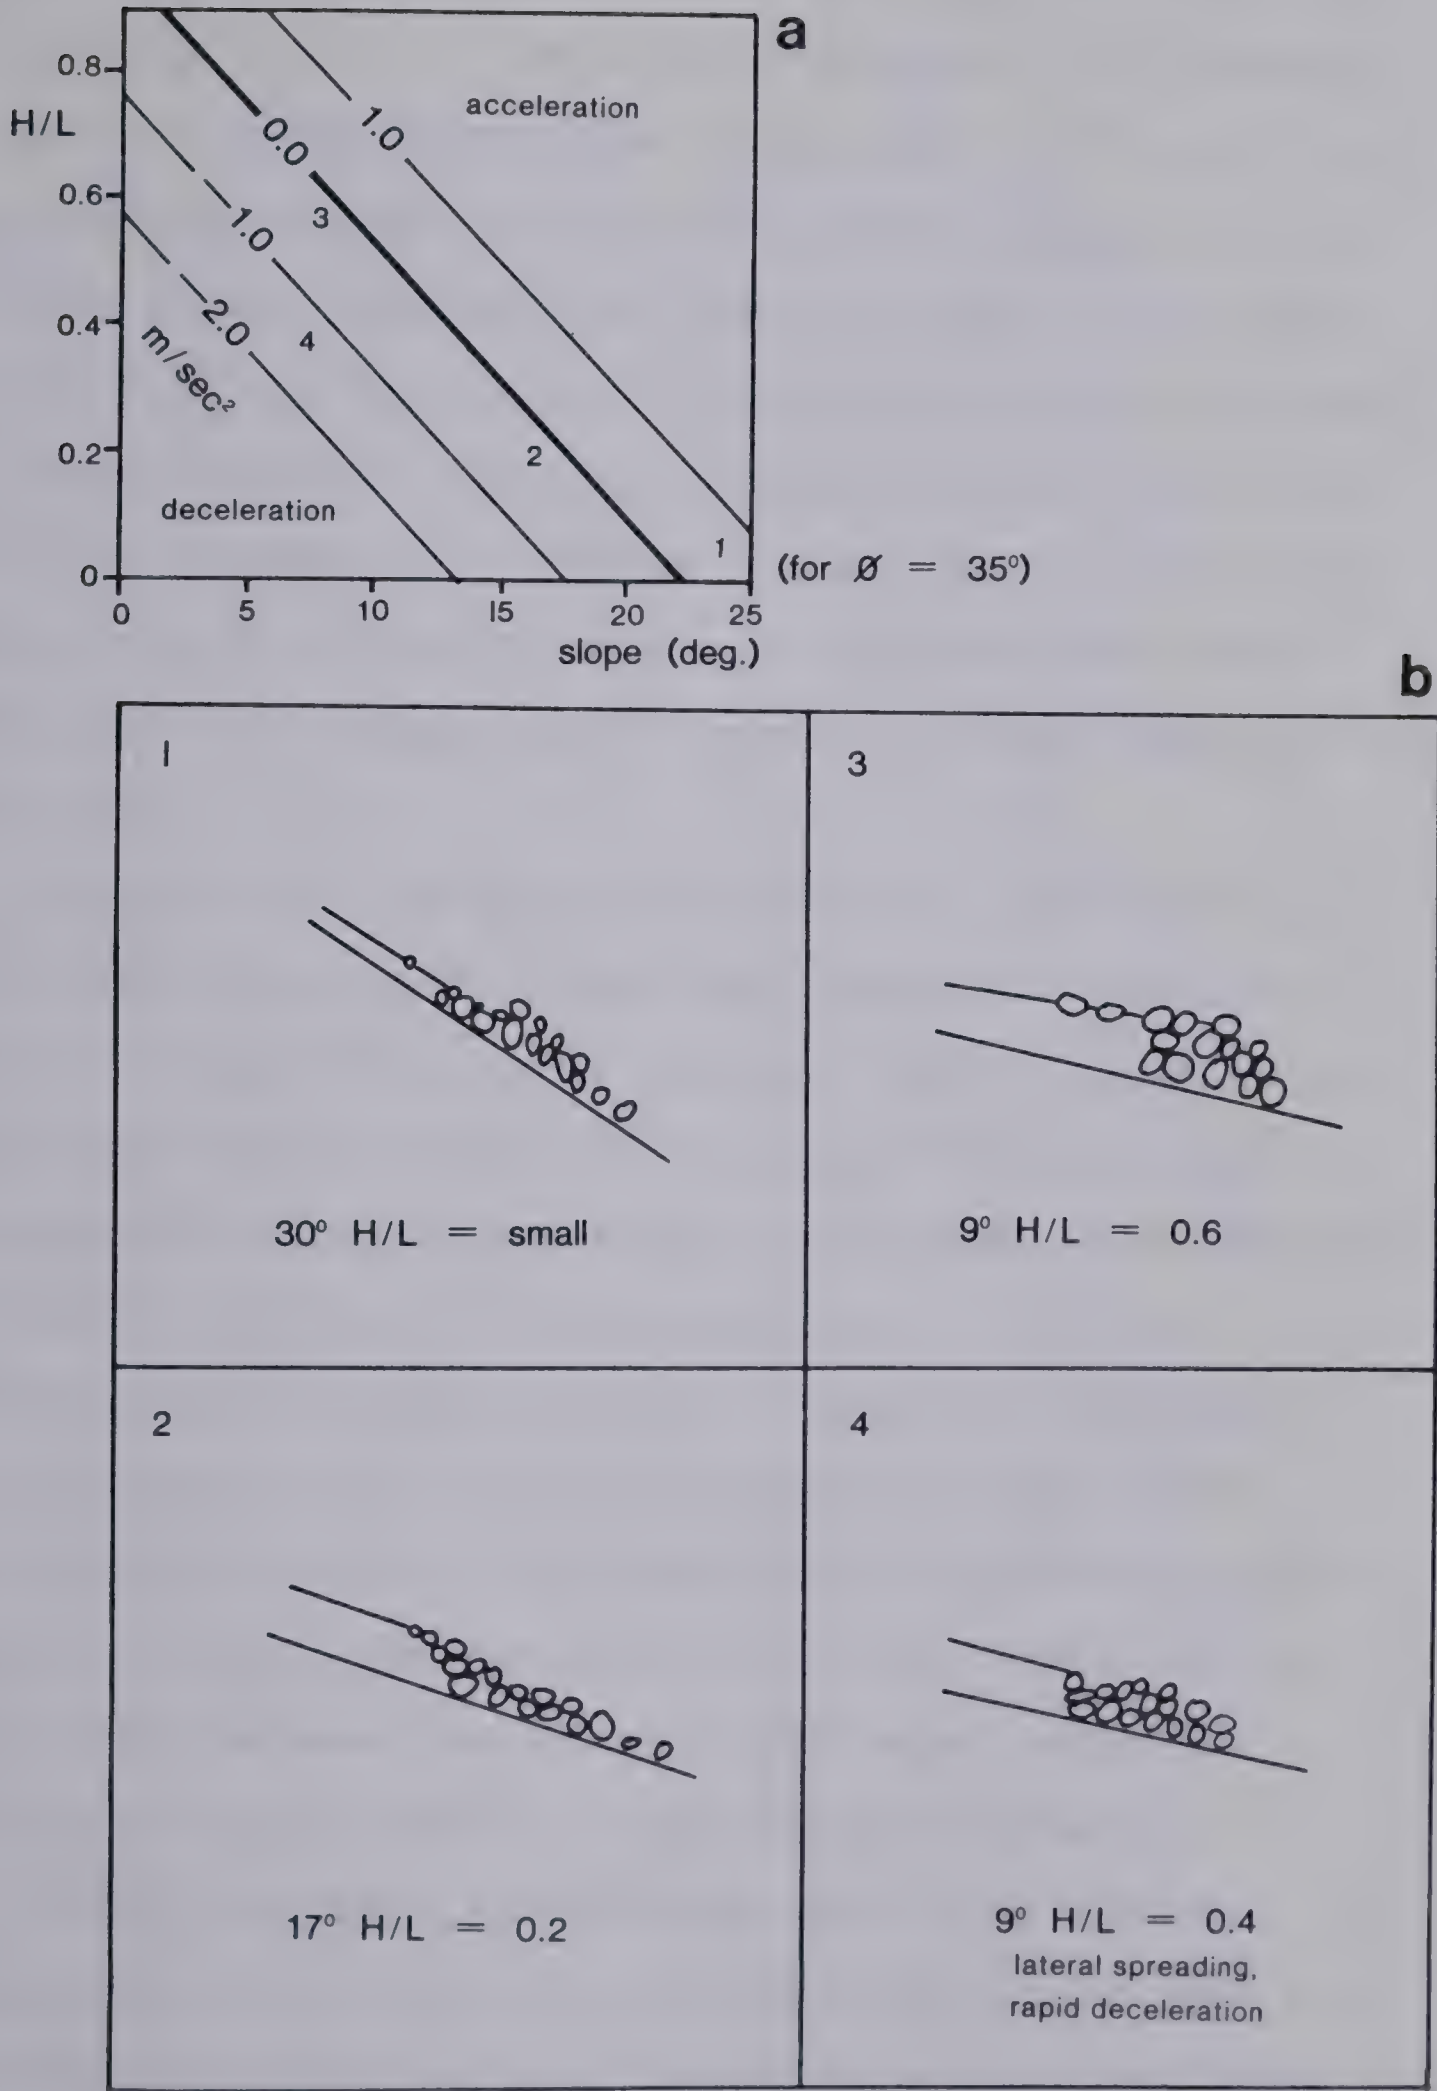 a
0.8
H/L
acceleration
1.0
0.0
0.6
3
1.0
0.4
2.0
4
m/sec²
0.2
2
deceleration
1
0
(for Ø = 35°)
0 5 10 15 20 25
slope (deg.)
b
1
30° H/L = small
3
9° H/L = 0.6
2
17° H/L = 0.2
4
9° H/L = 0.4
lateral spreading,
rapid deceleration